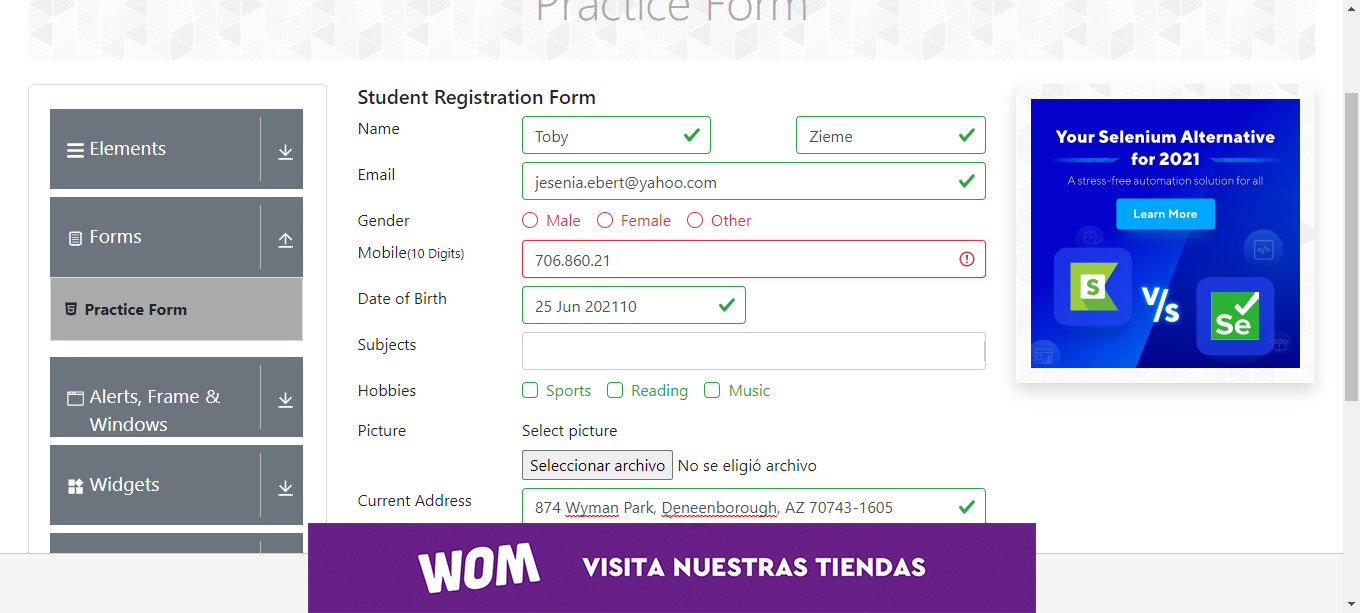 Practice Form
Elements
Forms
Practice Form
Alerts, Frame &
Windows
Widgets
Student Registration Form
Name
Toby
Zieme
Email
jesenia.ebert@yahoo.com
Gender
Male
Female
Other
Mobile(10 Digits)
706.860.21
Date of Birth
25 Jun 202110
Subjects
Hobbies
Sports
Reading
Music
Picture
Select picture
Seleccionar archivo
No se eligió archivo
Current Address
874 Wyman Park, Deneenborough, AZ 70743-1605
Your Selenium Alternative
for 2021
A stress-free automation solution for all
Learn More
S
V/s
Se
WOM
VISITA NUESTRAS TIENDAS